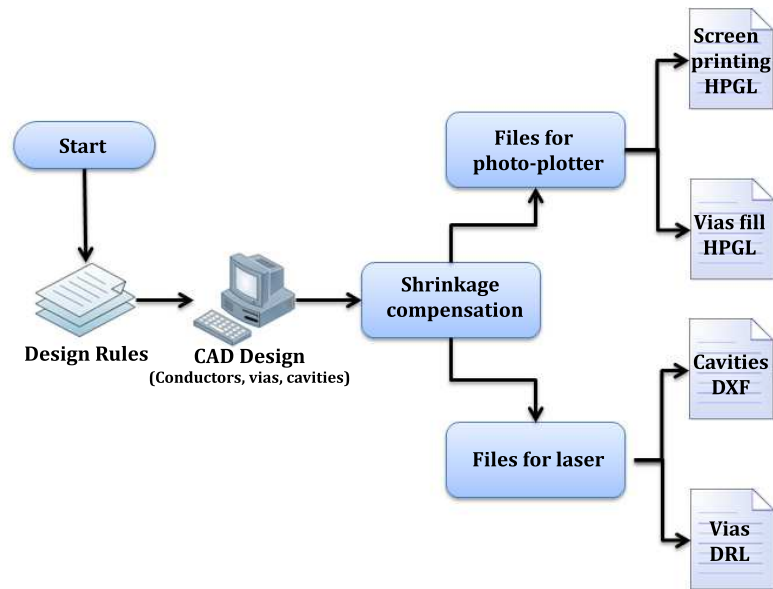 Start
Design Rules
CAD Design
(Conductors, vias, cavities)
Shrinkage
compensation
Files for
photo-plotter
Screen
printing
HPGL
Vias fill
HPGL
Files for laser
Cavities
DXF
Vias
DRL